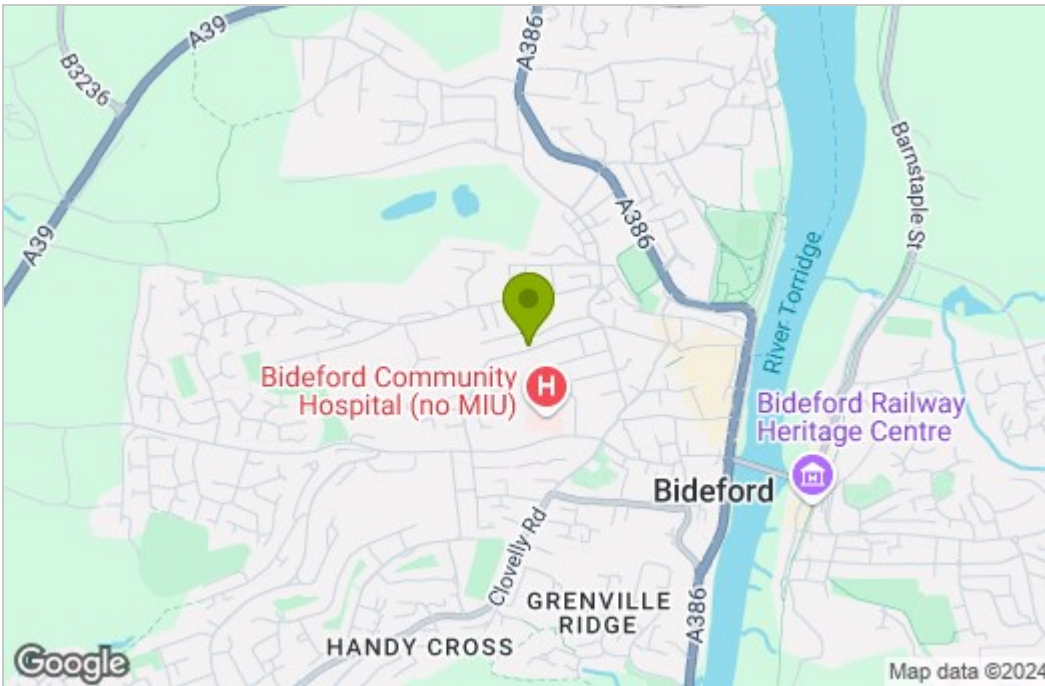 A39
A386
B3236
Barnstaple St
A386
A39
River Torridge
Bideford Community
Hospital (no MIU)
H
Bideford Railway
Heritage Centre
Bideford
Clovelly Rd
GRENVILLE
RIDGE
A386
HANDY CROSS
Google
Map data ©2024